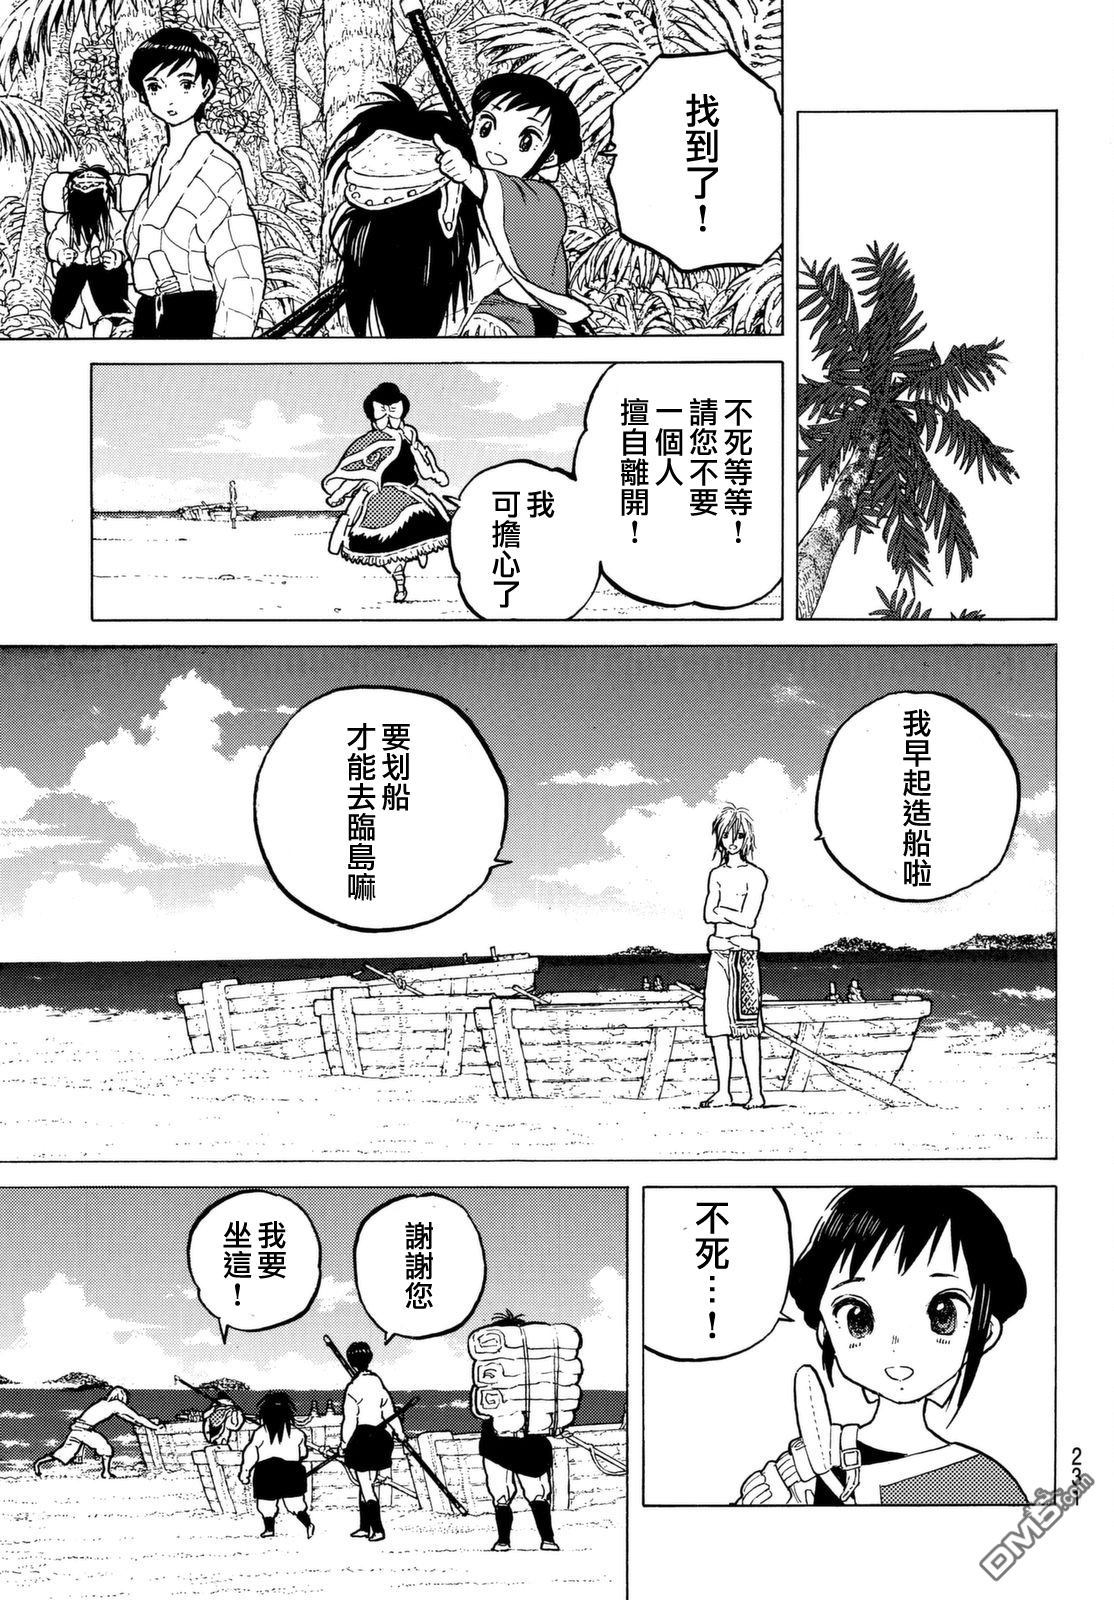 找到了！
不死等等！
請您不要
一個人
擅自離開！
我
可擔心了
我早起造船啦
要划船
才能去臨島嘛
不死…！
謝謝您
我要
坐這！
231
DM5.com